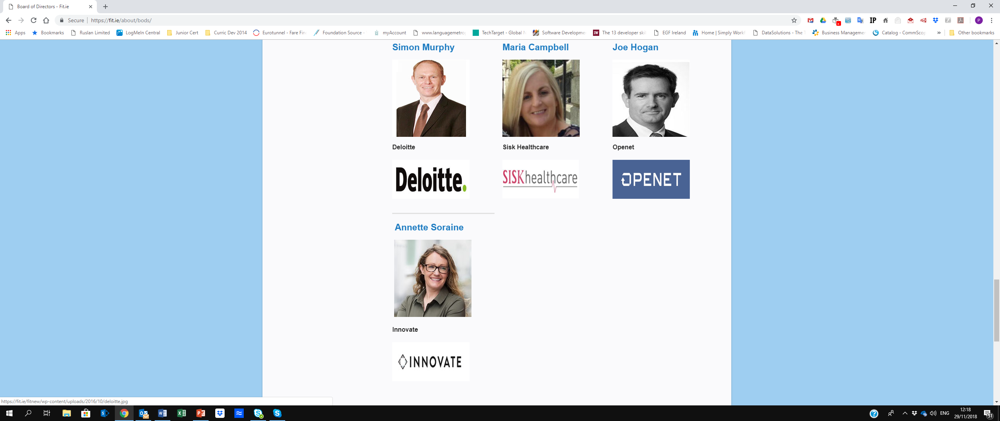 Board of Directors - Fit.ie
Secure
https://fit.ie/about/bods/
IP
P
Apps
Bookmarks
Ruslan Limited
LogMeIn Central
Junior Cert
Curric Dev 2014
Eurotunnel - Fare Fin
Foundation Source -
myAccount
www.languagemetro
TechTarget - Global N
Software Developme
IW
The 13 developer skil
EGF Ireland
Home | Simply Workf
DataSolutions - The T
Business Managemer
Catalog - CommScop
»
Other bookmarks
Simon Murphy
Maria Campbell
Joe Hogan
Deloitte
Sisk Healthcare
Openet
Deloitte.
SISKhealthcare
OPENET
Annette Soraine
Innovate
INNOVATE
https://fit.ie/fitnew/wp-content/uploads/2016/10/deloitte.jpg
ENG
12:18
29/11/2018
51